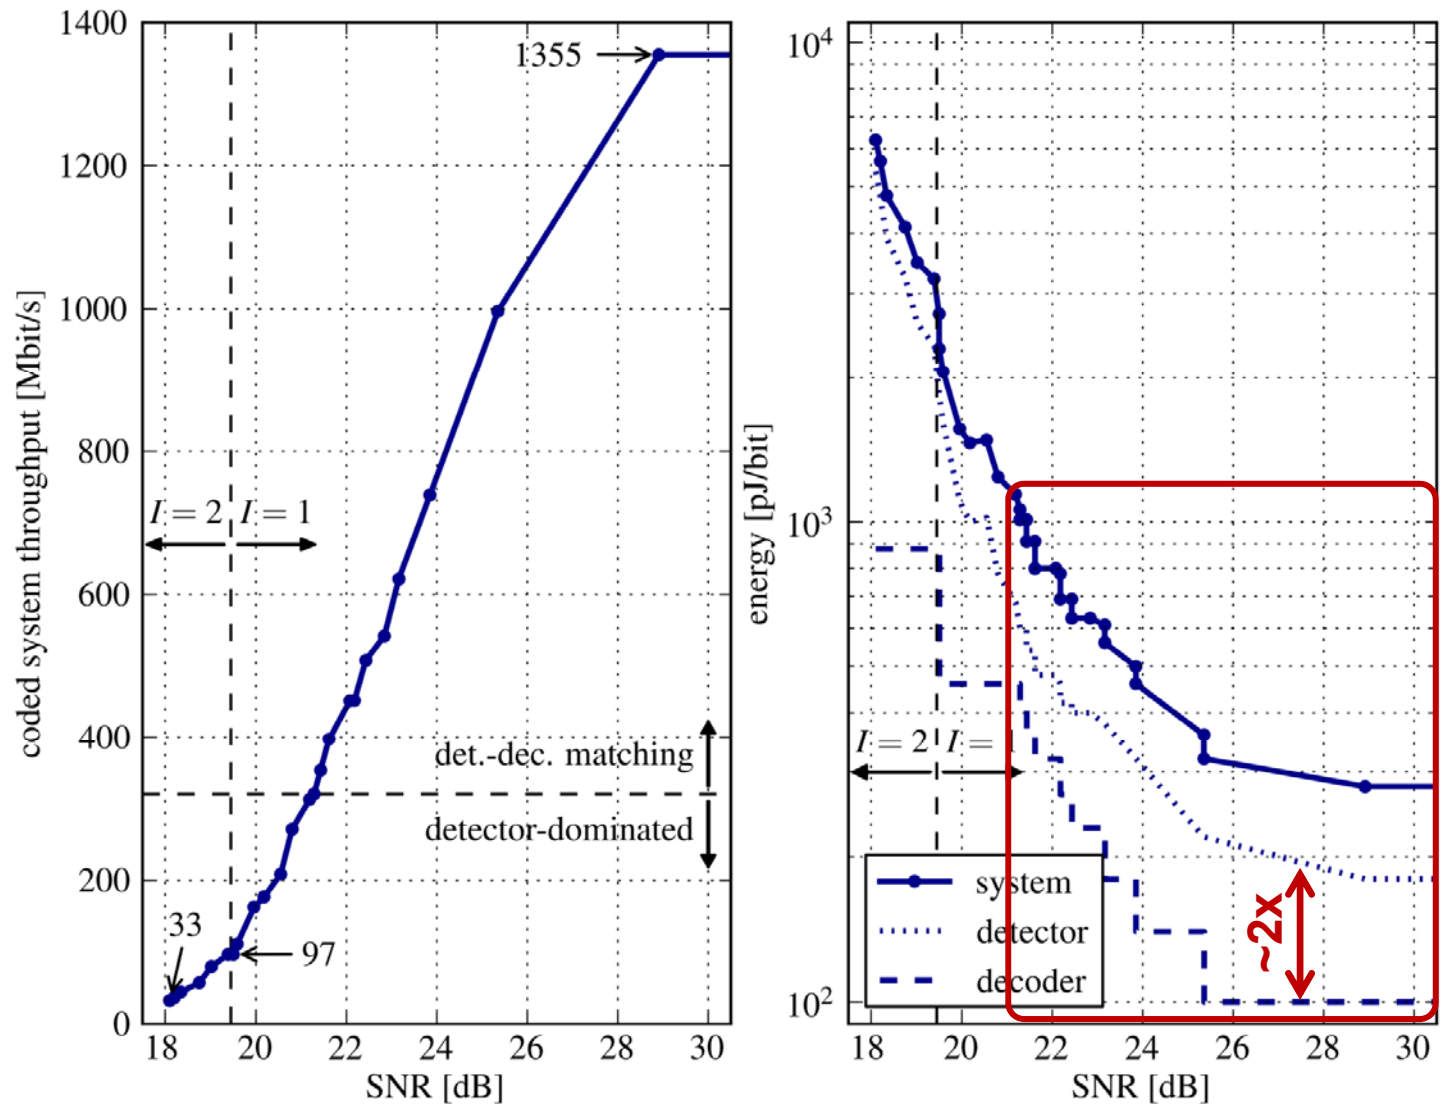 1400
1200
1000
800
600
400
200
0
coded system throughput [Mbit/s]
1355
I = 2
I = 1
det.-dec. matching
detector-dominated
33
97
18
20
22
24
26
28
30
SNR [dB]
10^4
10^3
10^2
energy [pJ/bit]
I = 2
I = 1
system
detector
decoder
~2x
18
20
22
24
26
28
30
SNR [dB]